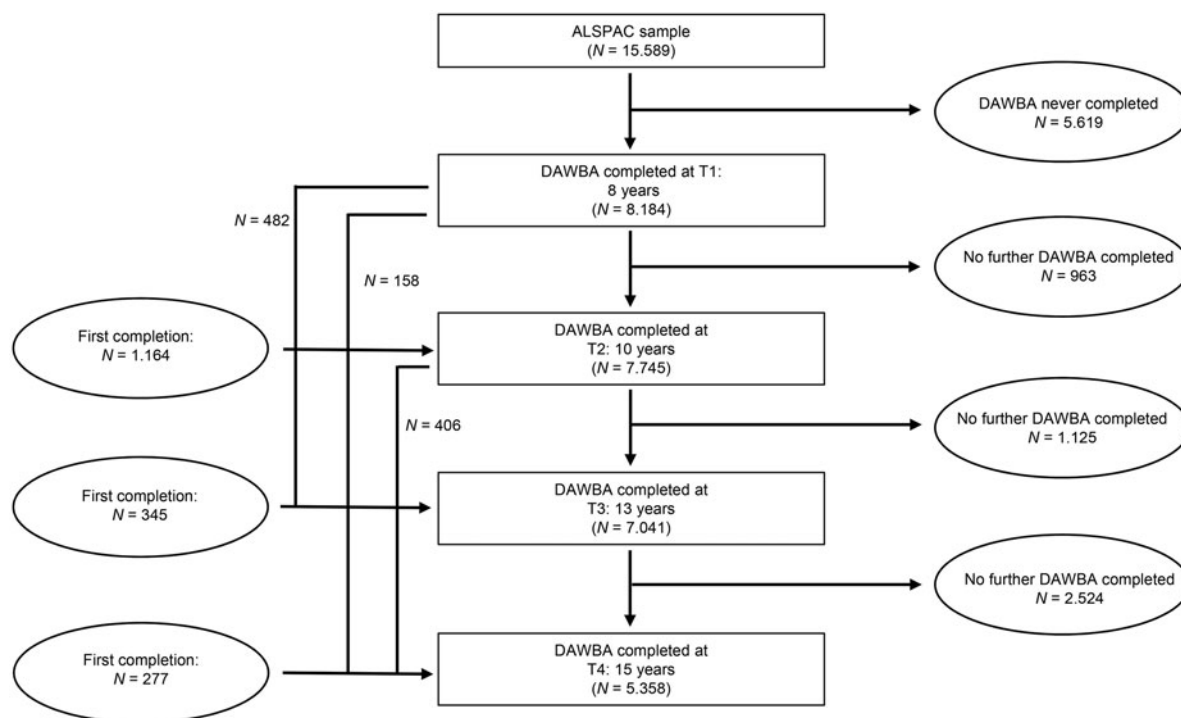 ALSPAC sample
(N = 15.589)
DAWBA never completed
N = 5.619
DAWBA completed at T1:
8 years
(N = 8.184)
N = 482
No further DAWBA completed
N = 963
N = 158
First completion:
N = 1.164
DAWBA completed at
T2: 10 years
(N = 7.745)
No further DAWBA completed
N = 1.125
N = 406
First completion:
N = 345
DAWBA completed at
T3: 13 years
(N = 7.041)
No further DAWBA completed
N = 2.524
First completion:
N = 277
DAWBA completed at
T4: 15 years
(N = 5.358)